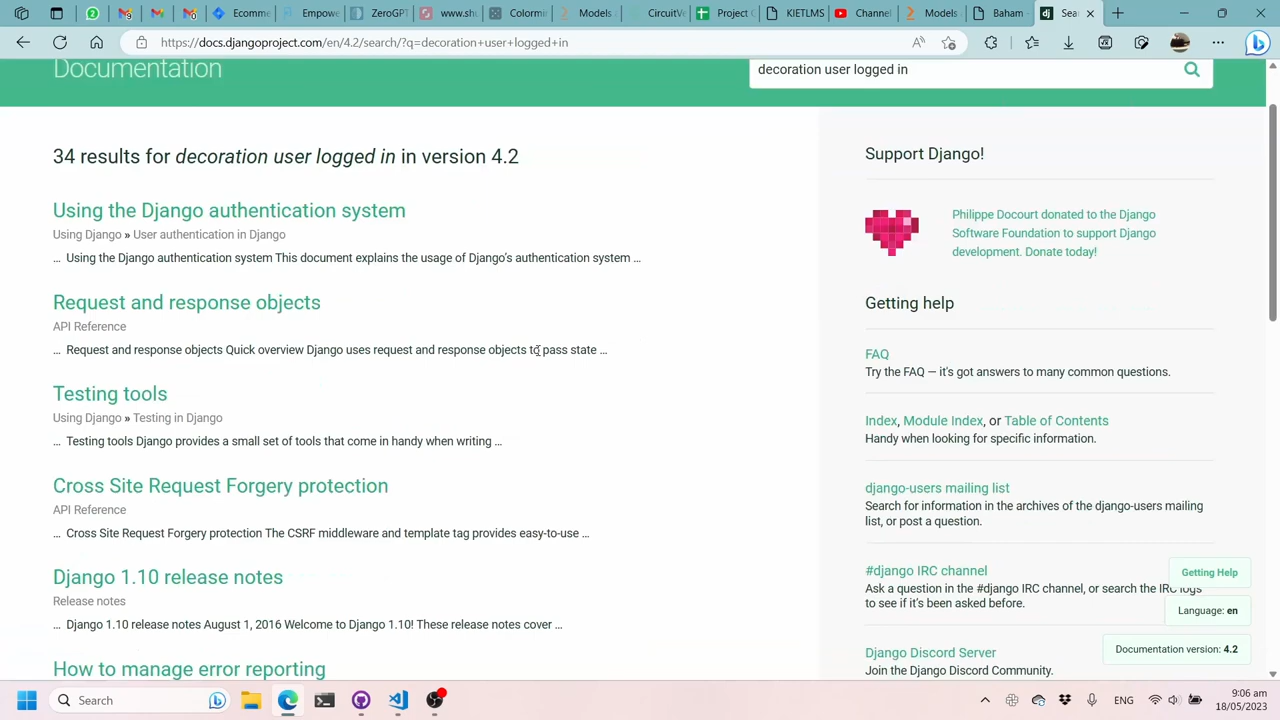 Ecomme
Empowe
ZeroGPT
www.shu
Colormin
Models
CircuitVe
Project G
KIETLMS
Channel
Models
Baham
dj Sear
https://docs.djangoproject.com/en/4.2/search/?q=decoration+user+logged+in
Documentation
decoration user logged in
34 results for decoration user logged in in version 4.2
Using the Django authentication system
Using Django » User authentication in Django
… Using the Django authentication system This document explains the usage of Django's authentication system …
Request and response objects
API Reference
… Request and response objects Quick overview Django uses request and response objects to pass state …
Testing tools
Using Django » Testing in Django
… Testing tools Django provides a small set of tools that come in handy when writing …
Cross Site Request Forgery protection
API Reference
… Cross Site Request Forgery protection The CSRF middleware and template tag provides easy-to-use …
Django 1.10 release notes
Release notes
… Django 1.10 release notes August 1, 2016 Welcome to Django 1.10! These release notes cover …
How to manage error reporting
Support Django!
Philippe Docourt donated to the Django
Software Foundation to support Django
development. Donate today!
Getting help
FAQ
Try the FAQ — it's got answers to many common questions.
Index, Module Index, or Table of Contents
Handy when looking for specific information.
django-users mailing list
Search for information in the archives of the django-users mailing
list, or post a question.
#django IRC channel
Ask a question in the #django IRC channel, or search the IRC logs
to see if it's been asked before.
Django Discord Server
Join the Django Discord Community.
Getting Help
Language: en
Documentation version: 4.2
Search
ENG
9:06 am
18/05/2023